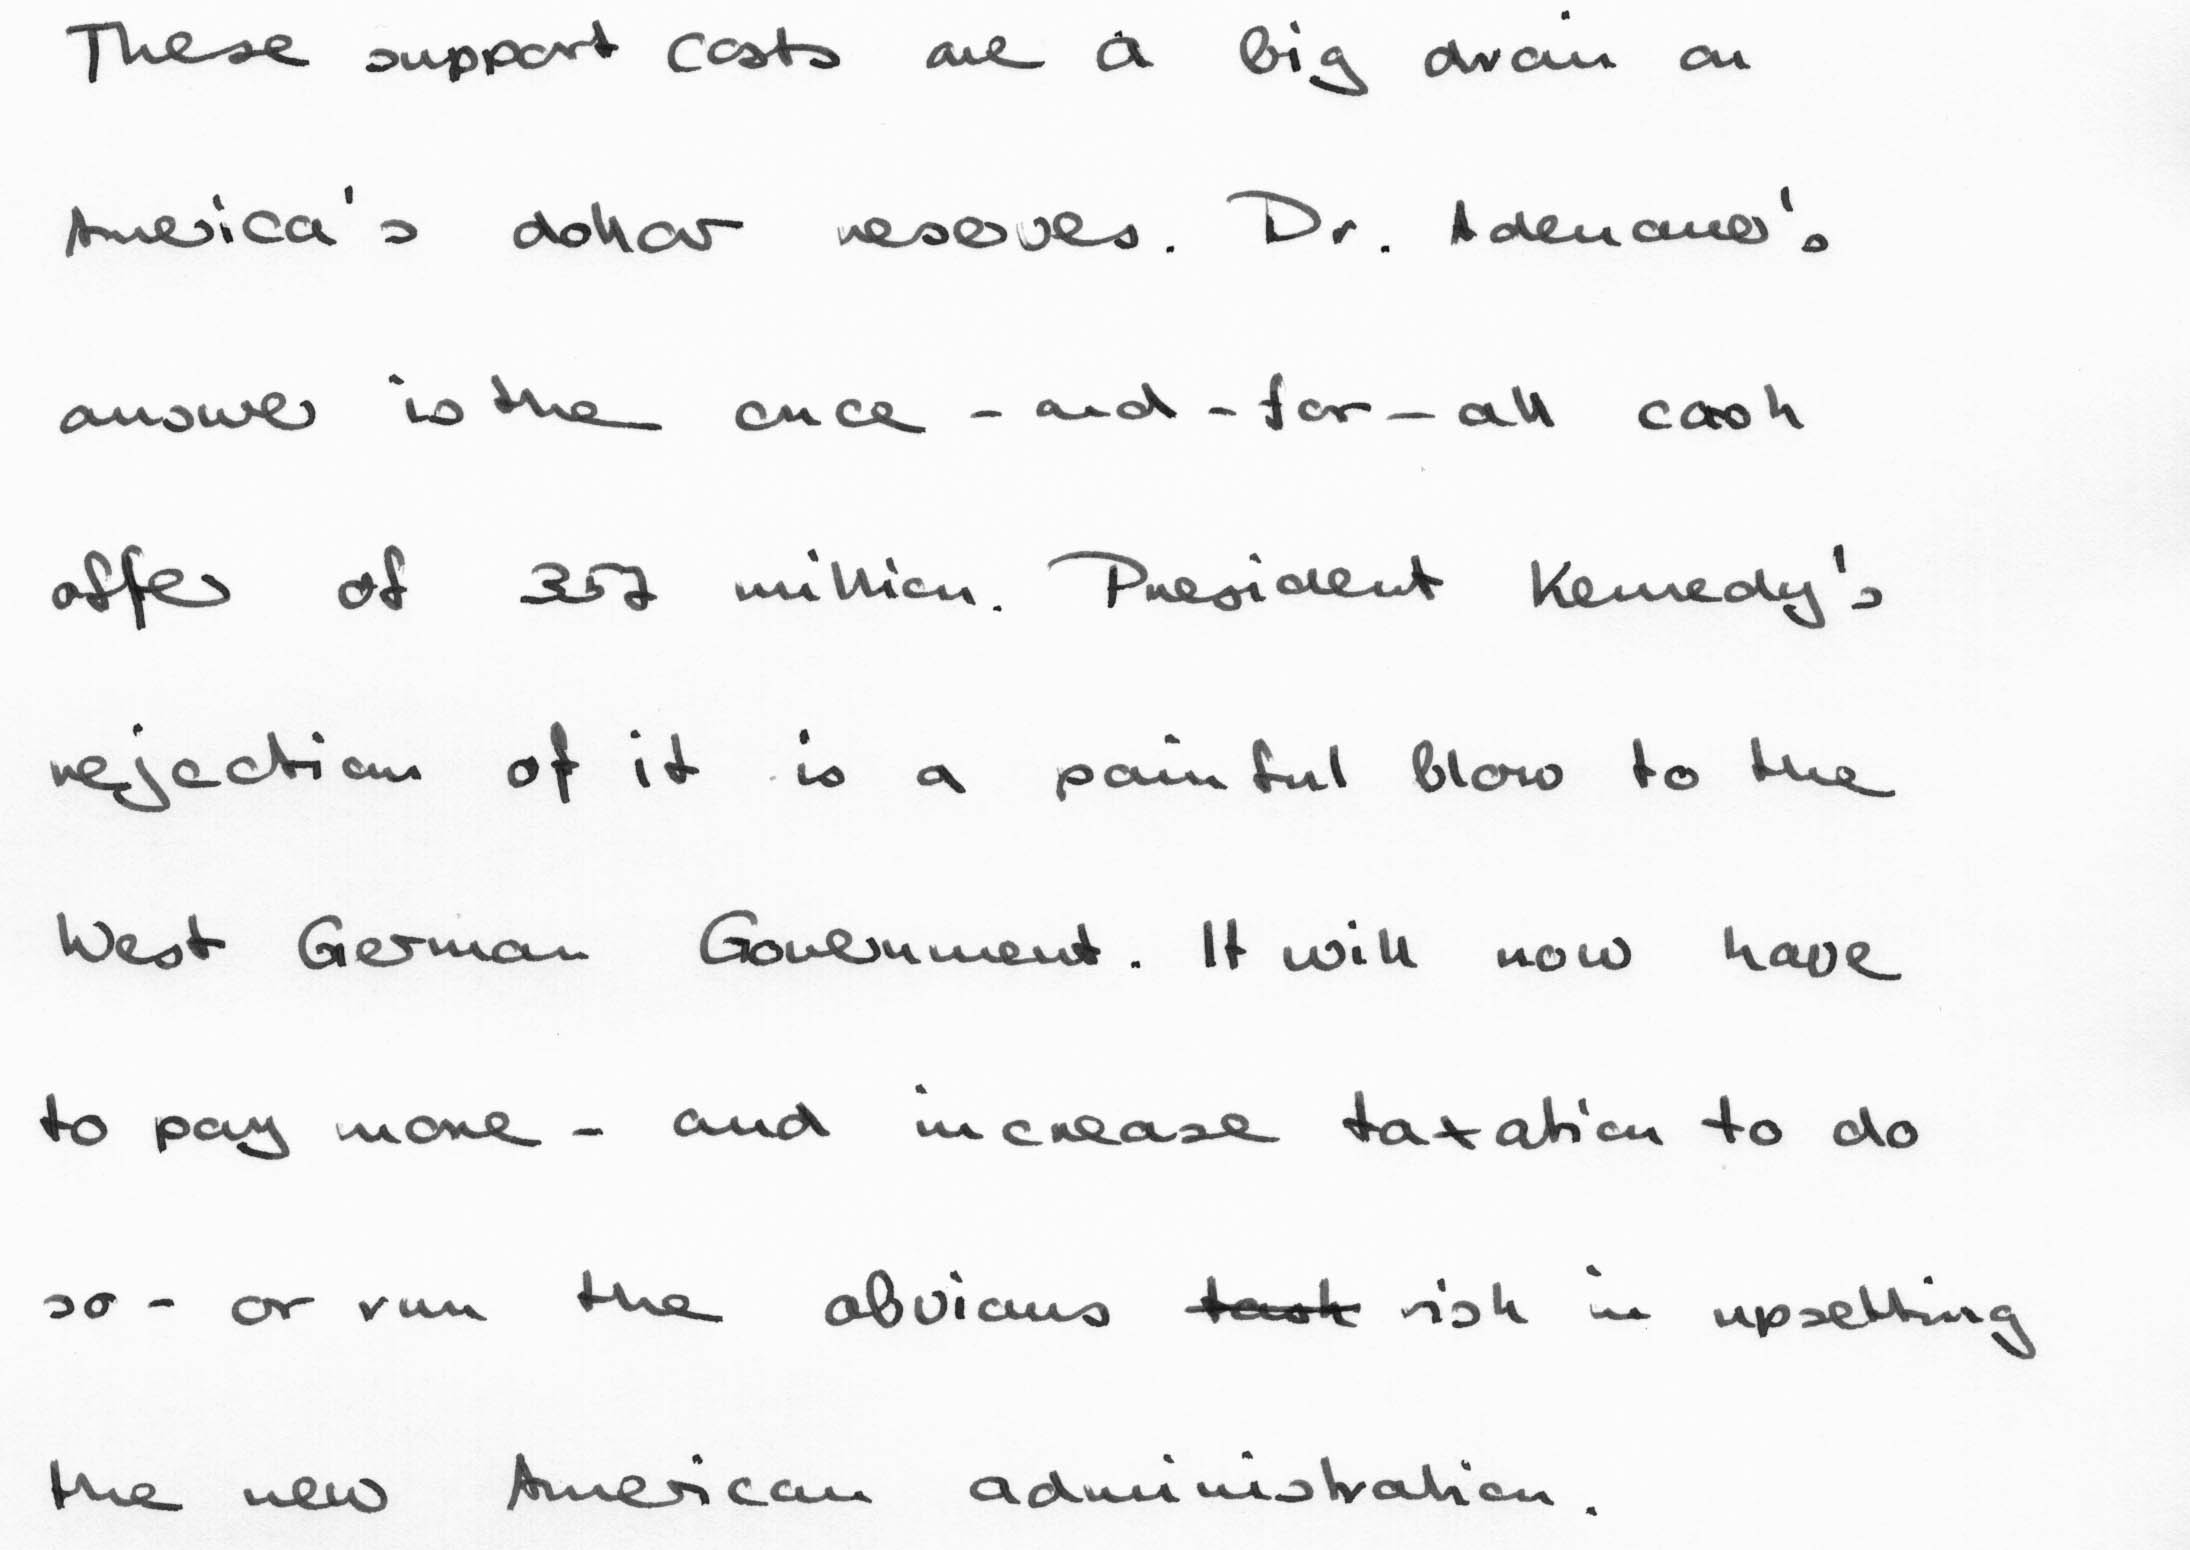 These support costs are a big drain on
America's dollar reserves. Dr. Adenauer's
answer is the once - and - for - all cash
offer of 357 million. President Kennedy's
rejection of it is a painful blow to the
West German Government. It will now have
to pay more - and increase taxation to do
so - or run the obvious task risk in upsetting
the new American administration.